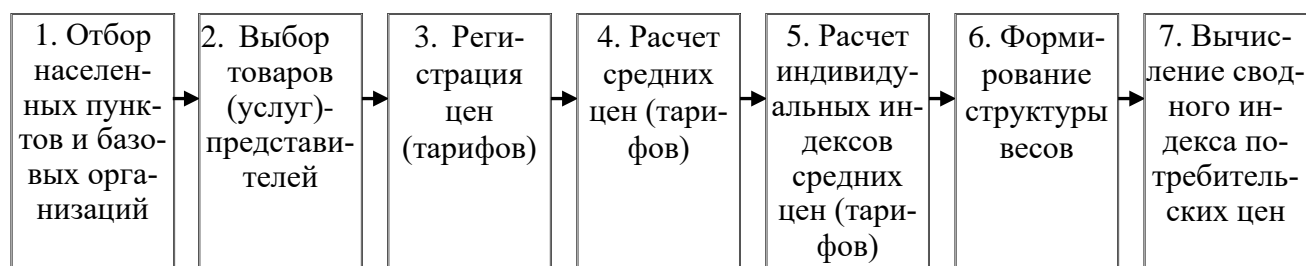 1. Отбор
населен-
ных пунк-
тов и базо-
вых орга-
низаций
2. Выбор
товаров
(услуг)-
представи-
телей
3. Реги-
страция
цен
(тарифов)
4. Расчет
средних
цен (тари-
фов)
5. Расчет
индивиду-
альных ин-
дексов
средних
цен (тари-
фов)
6. Форми-
рование
структуры
весов
7. Вычис-
ление свод-
ного ин-
декса по-
требитель-
ских цен